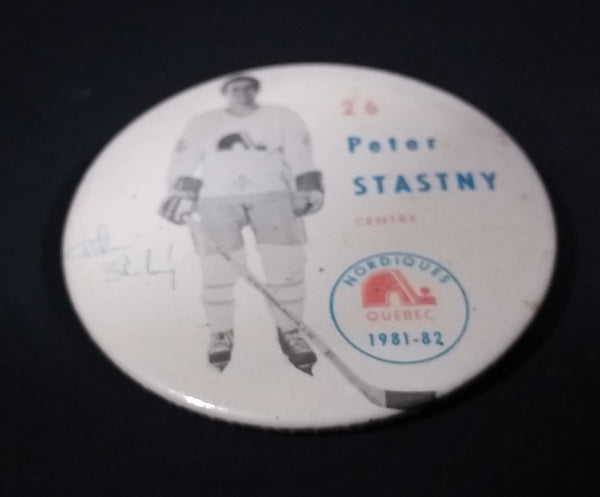 26
Peter
STASTNY
CENTRE
NORDIQUES
QUEBEC
1981-82